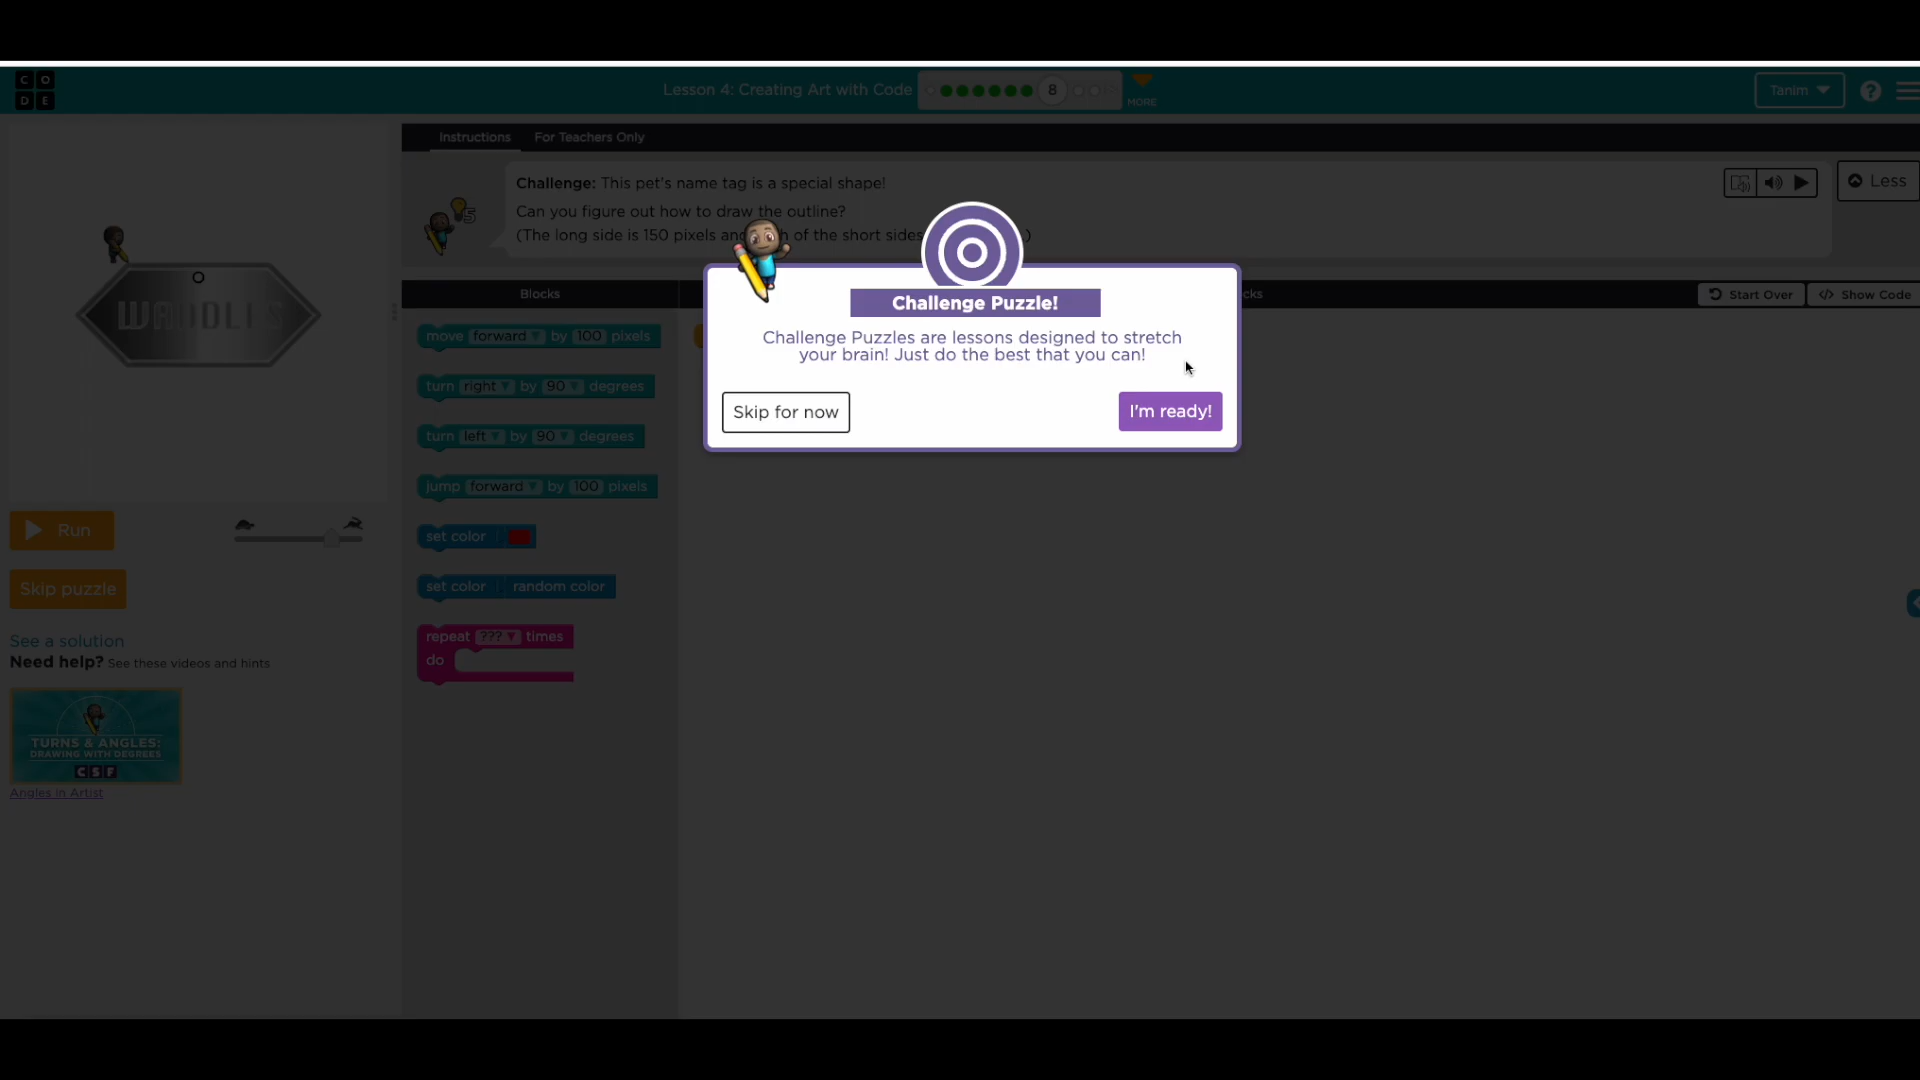 C O
D E
Lesson 4: Creating Art with Code
8
MORE
Tanim
?
Instructions
For Teachers Only
Challenge: This pet's name tag is a special shape!
Can you figure out how to draw the outline?
(The long side is 150 pixels and of the short sides )
5
Less
WADDLES
Blocks
Start Over
</> Show Code
Challenge Puzzle!
Challenge Puzzles are lessons designed to stretch
your brain! Just do the best that you can!
Skip for now
I'm ready!
move forward by 100 pixels
turn right by 90 degrees
turn left by 90 degrees
jump forward by 100 pixels
set color
set color random color
repeat ??? times
do
Run
Skip puzzle
See a solution
Need help? See these videos and hints
TURNS & ANGLES:
DRAWING WITH DEGREES
CSF
Angles in Artist